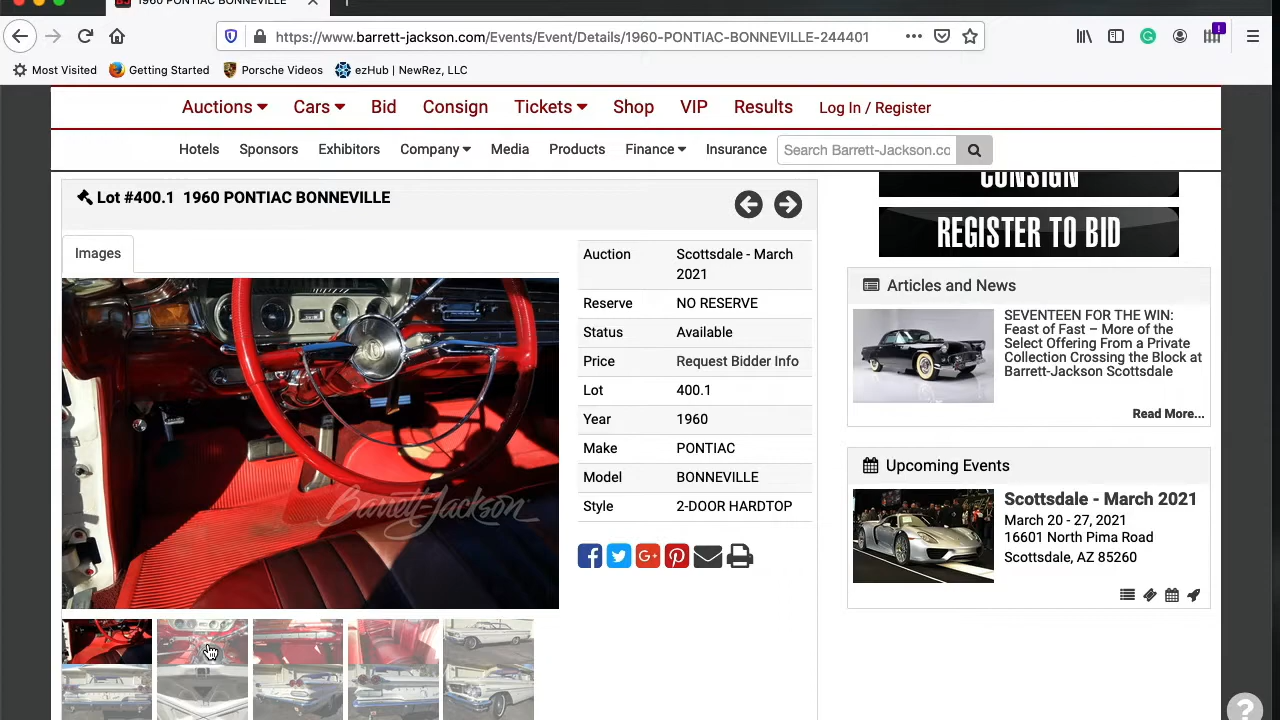 1960 PONTIAC BONNEVILLE
https://www.barrett-jackson.com/Events/Event/Details/1960-PONTIAC-BONNEVILLE-244401
Most Visited Getting Started Porsche Videos ezHub | NewRez, LLC
Auctions Cars Bid Consign Tickets Shop VIP Results Log In / Register
Hotels Sponsors Exhibitors Company Media Products Finance Insurance Search Barrett-Jackson.co
CONSIGN
Lot #400.1 1960 PONTIAC BONNEVILLE
REGISTER TO BID
Images
Auction Scottsdale - March
2021
Reserve NO RESERVE
Status Available
Price Request Bidder Info
Lot 400.1
Year 1960
Make PONTIAC
Model BONNEVILLE
Style 2-DOOR HARDTOP
Barrett-Jackson
Articles and News
SEVENTEEN FOR THE WIN:
Feast of Fast – More of the
Select Offering From a Private
Collection Crossing the Block at
Barrett-Jackson Scottsdale
Read More...
Upcoming Events
Scottsdale - March 2021
March 20 - 27, 2021
16601 North Pima Road
Scottsdale, AZ 85260